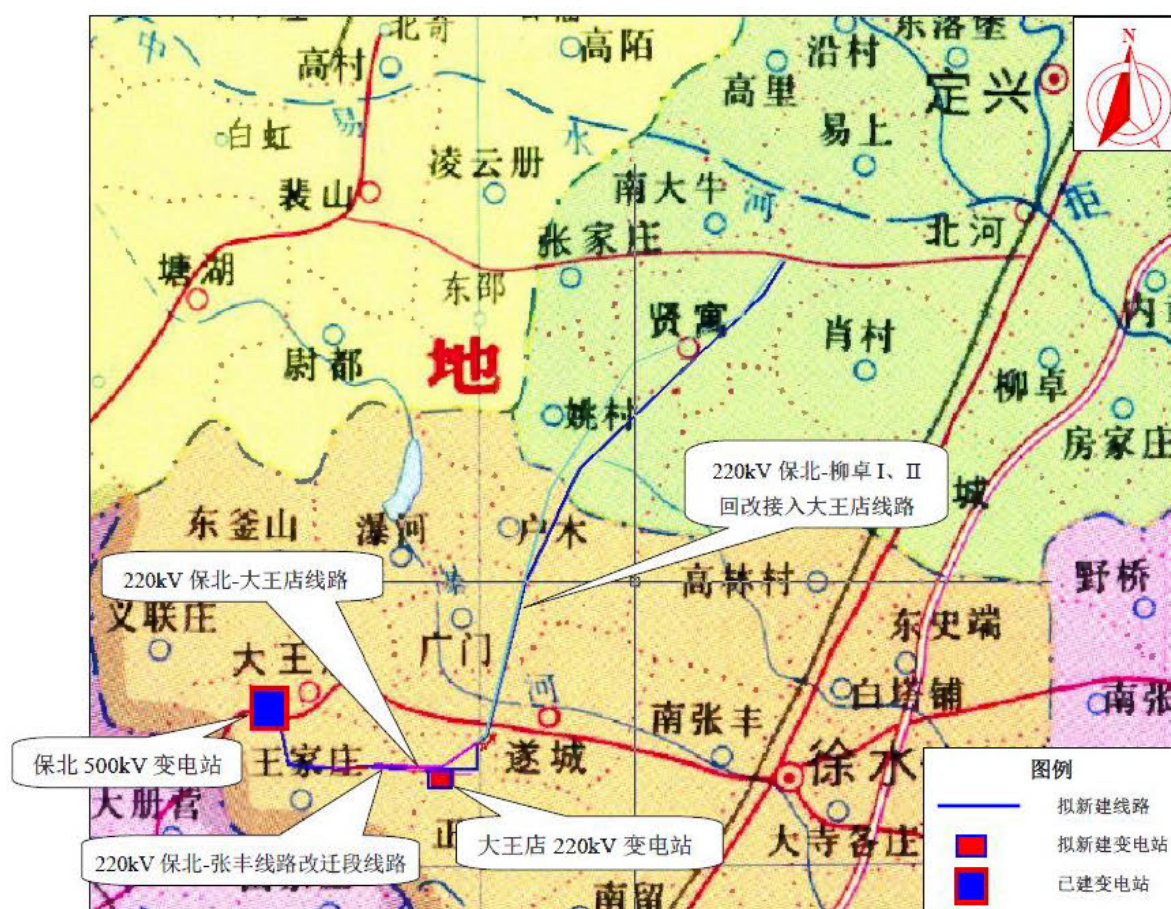 北奇
高村
高陌
沿村
东洛堡
高里
定兴
N
白虹
易
水
易上
凌云册
裴山
南大牛
河
拒
北河
张家庄
塘湖
东邵
内
贤寓
肖村
尉都
地
柳卓
姚村
房家庄
220kV 保北-柳卓 I、II
回改接入大王店线路
城
东釜山
瀑河
户木
220kV 保北-大王店线路
高林村
野桥
义联庄
东史端
广门
大王
河
白塔铺
南张
南张丰
保北 500kV 变电站
王家庄
遂城
徐水
图例
大册营
拟新建线路
正
大王店 220kV 变电站
大寺各庄
拟新建变电站
220kV 保北-张丰线路改迁段线路
南留
已建变电站